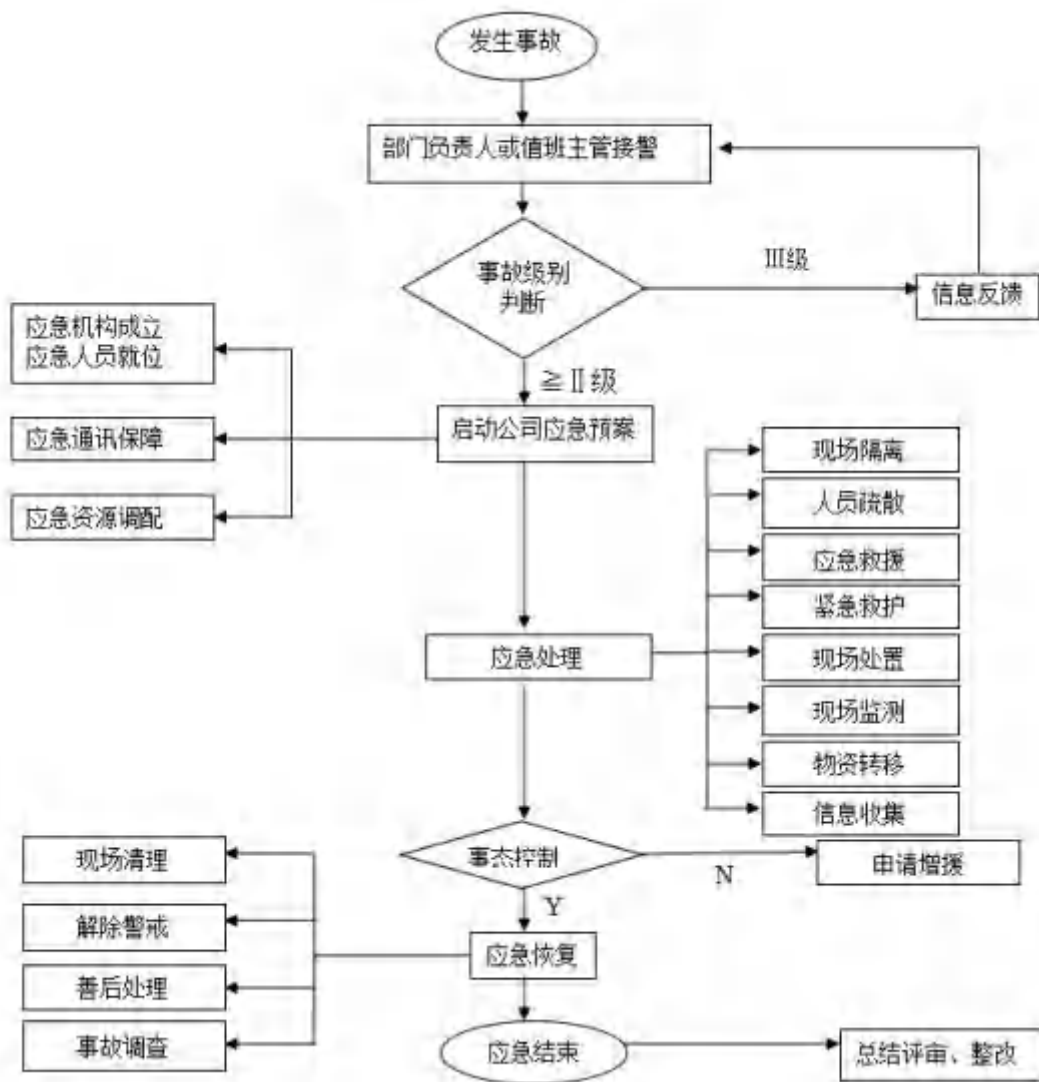 发生事故
部门负责人或值班主管接警
事故级别
判断
Ⅲ级
信息反馈
应急机构成立
应急人员就位
≧Ⅱ级
启动公司应急预案
应急通讯保障
应急资源调配
现场隔离
人员疏散
应急救援
紧急救护
应急处理
现场处置
现场监测
物资转移
信息收集
事态控制
N
申请增援
Y
现场清理
解除警戒
应急恢复
善后处理
事故调查
应急结束
总结评审、整改